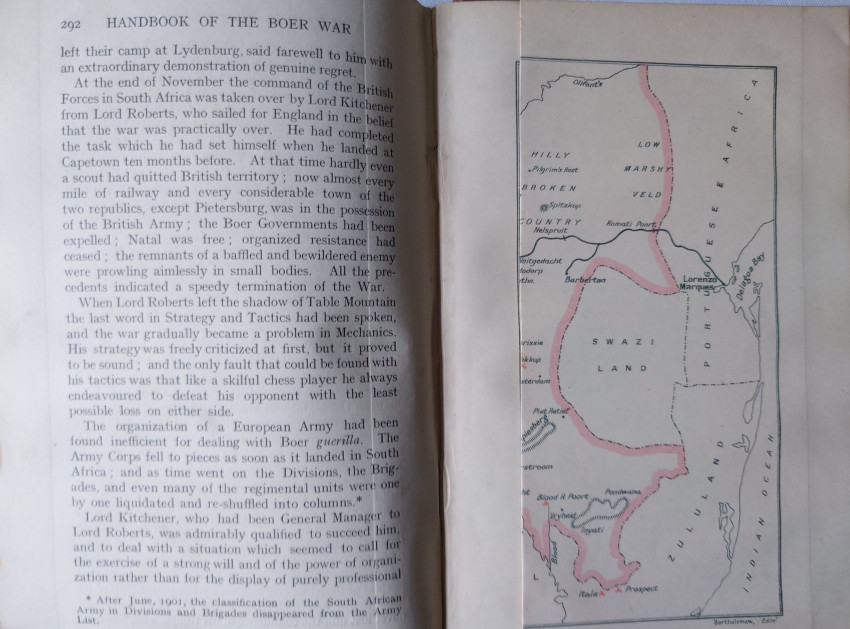 292 HANDBOOK OF THE BOER WAR
left their camp at Lydenburg, said farewell to him with
an extraordinary demonstration of genuine regret.
At the end of November the command of the British
Forces in South Africa was taken over by Lord Kitchener
from Lord Roberts, who sailed for England in the belief
that the war was practically over. He had completed
the task which he had set himself when he landed at
Capetown ten months before. At that time hardly even
a scout had quitted British territory ; now almost every
mile of railway and every considerable town of the
two republics, except Pietersburg, was in the possession
of the British Army ; the Boer Governments had been
expelled ; Natal was free ; organized resistance had
ceased ; the remnants of a baffled and bewildered enemy
were prowling aimlessly in small bodies. All the pre-
cedents indicated a speedy termination of the War.
When Lord Roberts left the shadow of Table Mountain
the last word in Strategy and Tactics had been spoken,
and the war gradually became a problem in Mechanics.
His strategy was freely criticized at first, but it proved
to be sound ; and the only fault that could be found with
his tactics was that like a skilful chess player he always
endeavoured to defeat his opponent with the least
possible loss on either side.
The organization of a European Army had been
found inefficient for dealing with Boer guerilla. The
Army Corps fell to pieces as soon as it landed in South
Africa ; and as time went on the Divisions, the Brig-
ades, and even many of the regimental units were one
by one liquidated and re-shuffled into columns.*
Lord Kitchener, who had been General Manager to
Lord Roberts, was admirably qualified to succeed him,
and to deal with a situation which seemed to call for
the exercise of a strong will and of the power of organi-
zation rather than for the display of purely professional
* After June, 1901, the classification of the South African
Army in Divisions and Brigades disappeared from the Army
List.
Olifant's
LOW
HILLY
MARSHY
Pilgrim's Rest
BROKEN
VELD
Spitzkop
COUNTRY
Komati Poort
Nelspruit
Barberton
Lorenzo
Marques
Delagoa Bay
PORTUGUESE AFRICA
SWAZI
LAND
Piet Retief
Blood R. Poort
Pondwana
Vryheid
Inyati
Blood
ZULULAND
INDIAN OCEAN
L
Itala
Prospect
Bartholomew, Edinr